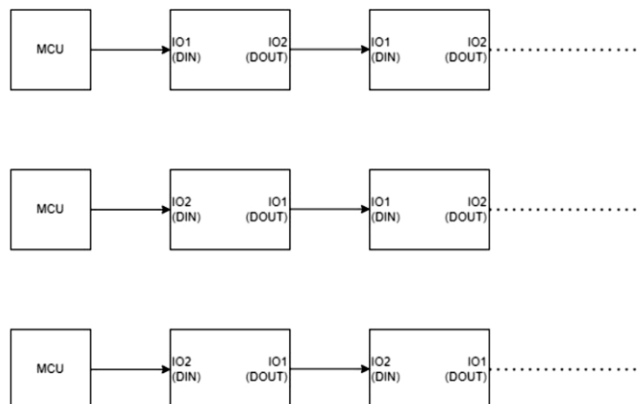 MCU
IO1 IO2 IO1 IO2
(DIN) (DOUT) (DIN) (DOUT)
MCU
IO2 IO1 IO1 IO2
(DIN) (DOUT) (DIN) (DOUT)
MCU
IO2 IO1 IO2 IO1
(DIN) (DOUT) (DIN) (DOUT)